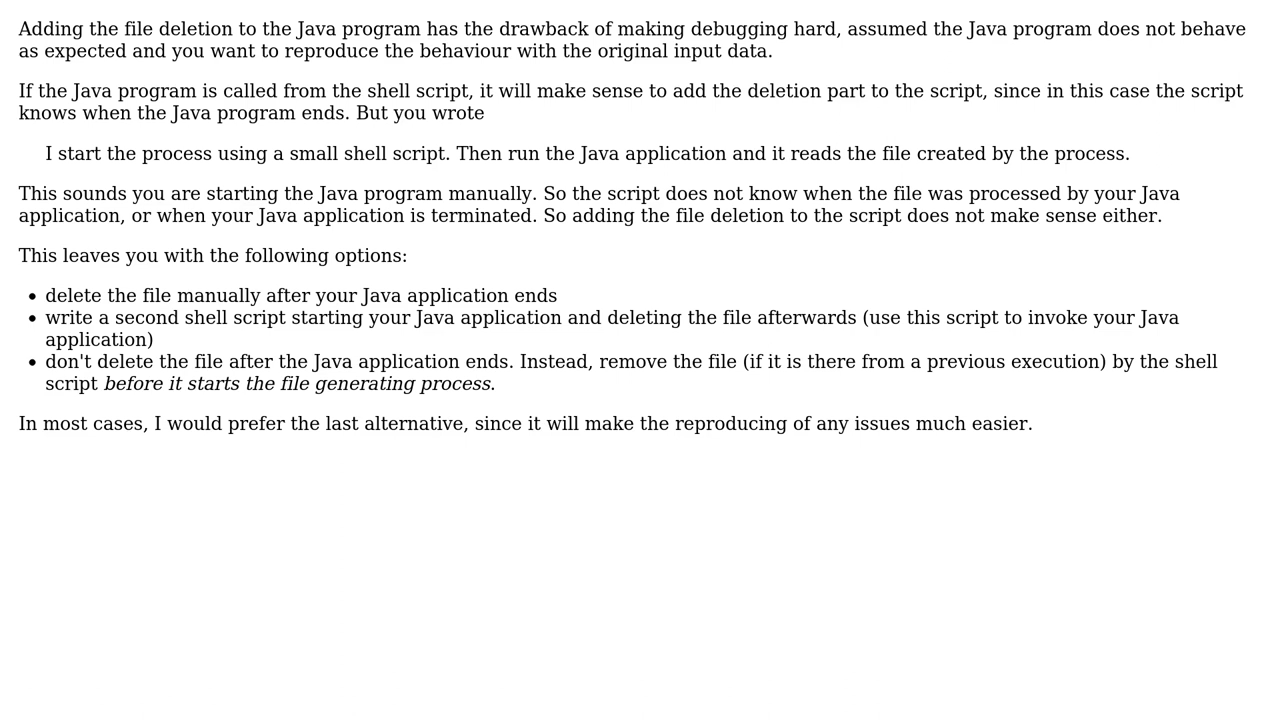 Adding the file deletion to the Java program has the drawback of making debugging hard, assumed the Java program does not behave
as expected and you want to reproduce the behaviour with the original input data.
If the Java program is called from the shell script, it will make sense to add the deletion part to the script, since in this case the script
knows when the Java program ends. But you wrote
I start the process using a small shell script. Then run the Java application and it reads the file created by the process.
This sounds you are starting the Java program manually. So the script does not know when the file was processed by your Java
application, or when your Java application is terminated. So adding the file deletion to the script does not make sense either.
This leaves you with the following options:
• delete the file manually after your Java application ends
• write a second shell script starting your Java application and deleting the file afterwards (use this script to invoke your Java
application)
• don't delete the file after the Java application ends. Instead, remove the file (if it is there from a previous execution) by the shell
script before it starts the file generating process.
In most cases, I would prefer the last alternative, since it will make the reproducing of any issues much easier.